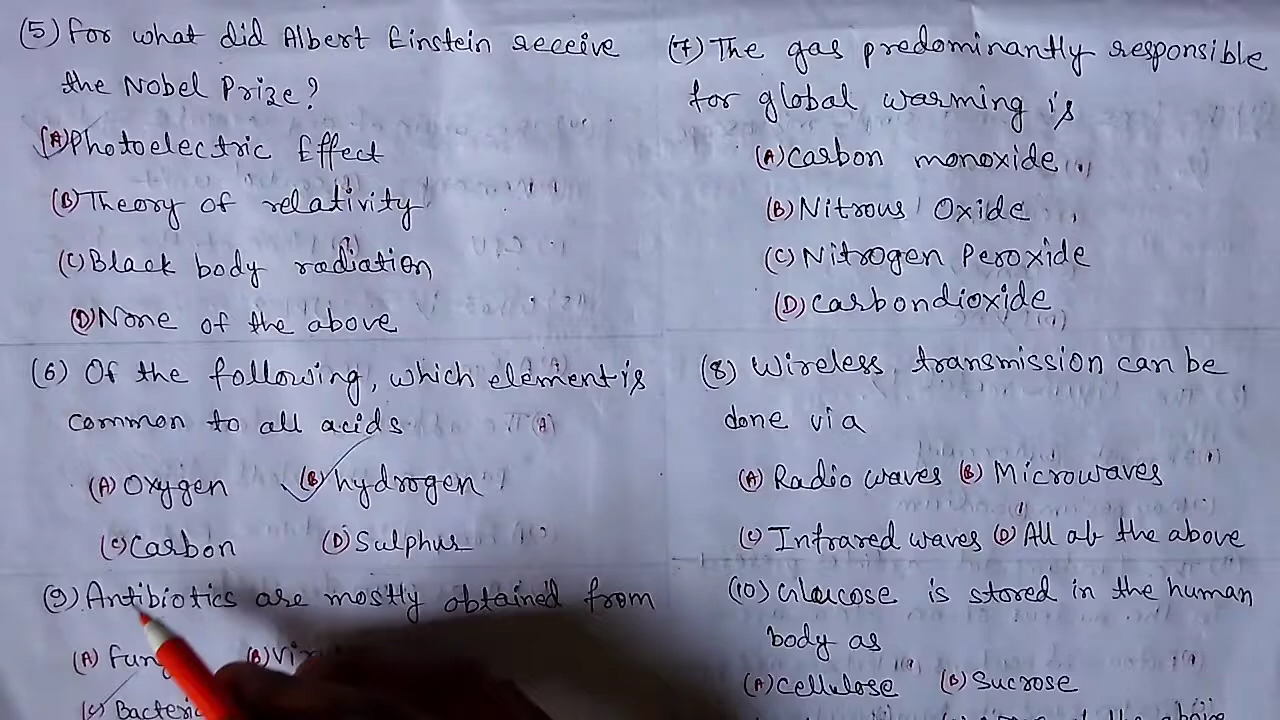 (5) For what did Albert Einstein receive
the Nobel Prize?
(A) Photoelectric Effect
(B) Theory of relativity
(C) Black body radiation
(D) None of the above
(6) Of the following, which element is
common to all acids
(A) Oxygen (B) hydrogen
(C) Carbon (D) Sulphur
(9) Antibiotics are mostly obtained from
(A) (B)
(C)
(7) The gas predominantly responsible
for global warming is
(A) Carbon monoxide
(B) Nitrous Oxide
(C) Nitrogen Peroxide
(D) Carbondioxide
(8) Wireless transmission can be
done via
(A) Radio waves (B) Microwaves
(C) Infrared waves (D) All of the above
(10) Glucose is stored in the human
body as
(A) Cellulose (B) Sucrose